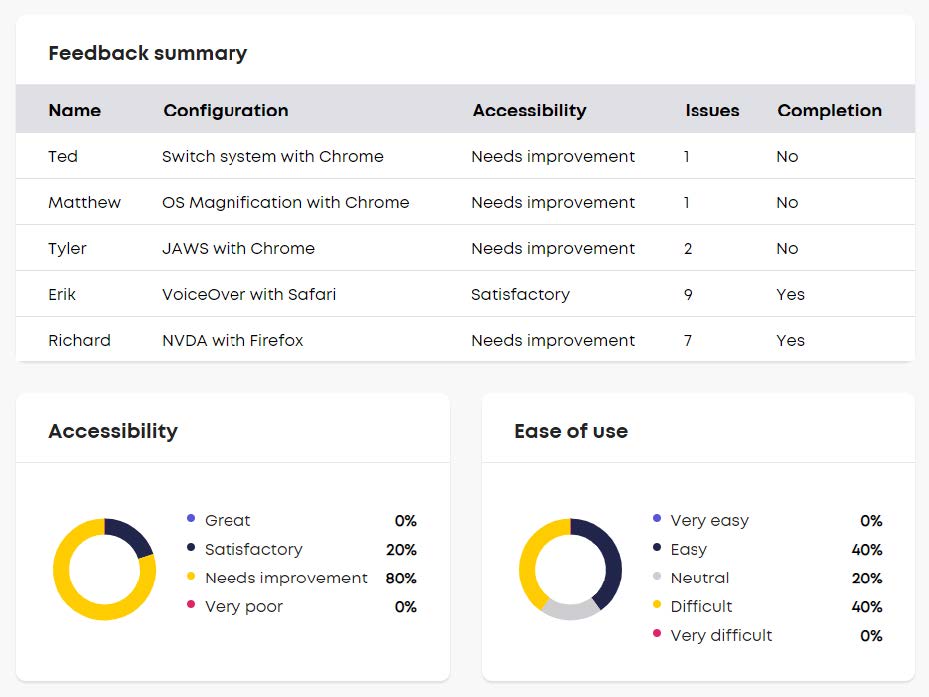 Feedback summary
Name Configuration Accessibility Issues Completion
Ted Switch system with Chrome Needs improvement 1 No
Matthew OS Magnification with Chrome Needs improvement 1 No
Tyler JAWS with Chrome Needs improvement 2 No
Erik VoiceOver with Safari Satisfactory 9 Yes
Richard NVDA with Firefox Needs improvement 7 Yes
Accessibility
Great 0%
Satisfactory 20%
Needs improvement 80%
Very poor 0%
Ease of use
Very easy 0%
Easy 40%
Neutral 20%
Difficult 40%
Very difficult 0%